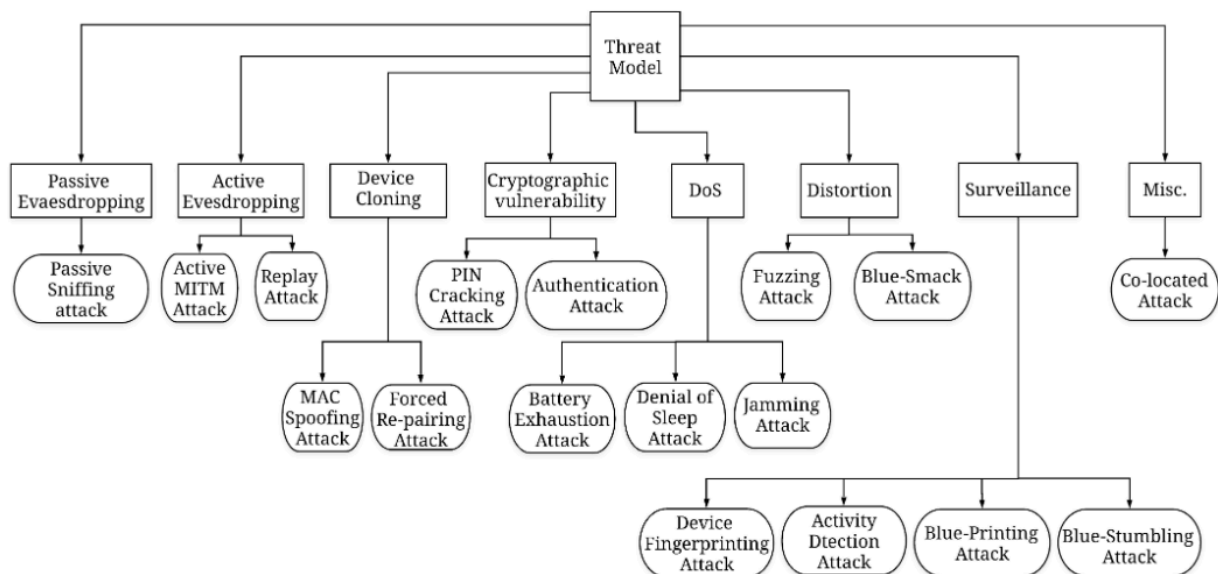 Threat
Model
Passive
Evaesdropping
Active
Evesdropping
Device
Cloning
Cryptographic
vulnerability
DoS
Distortion
Surveillance
Misc.
Passive
Sniffing
attack
Active
MITM
Attack
Replay
Attack
PIN
Cracking
Attack
Authentication
Attack
Fuzzing
Attack
Blue-Smack
Attack
Co-located
Attack
MAC
Spoofing
Attack
Forced
Re-pairing
Attack
Battery
Exhaustion
Attack
Denial of
Sleep
Attack
Jamming
Attack
Device
Fingerprinting
Attack
Activity
Dtection
Attack
Blue-Printing
Attack
Blue-Stumbling
Attack